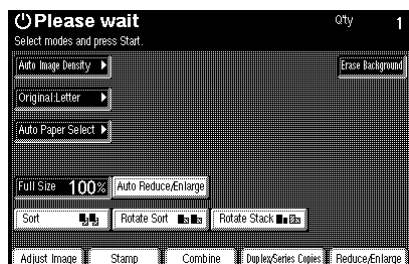 Please wait Q'ty 1
Select modes and press Start.
Auto Image Density Erase Background
Original:Letter
Auto Paper Select
Full Size 100% Auto Reduce/Enlarge
Sort Rotate Sort Rotate Stack
Adjust Image Stamp Combine Duplex/Series Copies Reduce/Enlarge